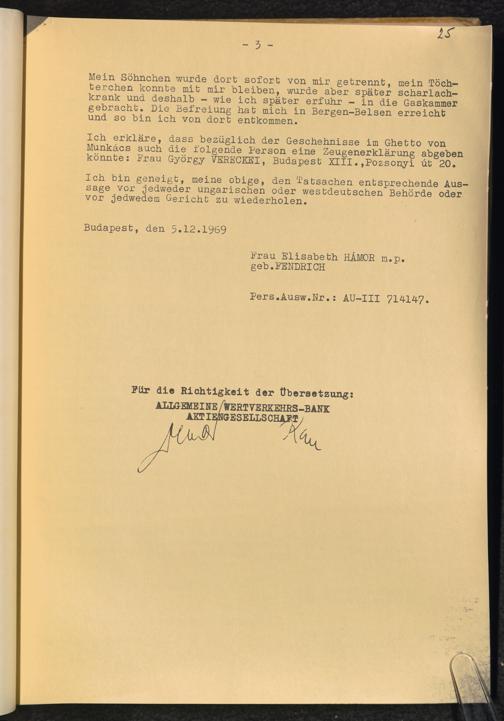 25
- 3 -
Mein Söhnchen wurde dort sofort von mir getrennt, mein Töch-
terchen konnte mit mir bleiben, wurde aber später scharlach-
krank und deshalb - wie ich später erfuhr - in die Gaskammer
gebracht. Die Befreiung hat mich in Bergen-Belsen erreicht
und so bin ich von dort entkommen.
Ich erkläre, dass bezüglich der Geschehnisse im Ghetto von
Munkács auch die folgende Person eine Zeugenerklärung abgeben
könnte: Frau György VERECKEI, Budapest XIII.,Pozsonyi út 20.
Ich bin geneigt, meine obige, den Tatsachen entsprechende Aus-
sage vor jedweder ungarischen oder westdeutschen Behörde oder
vor jedwedem Gericht zu wiederholen.
Budapest, den 5.12.1969
Frau Elisabeth HÁMOR m.p.
geb.FENDRICH
Pers.Ausw.Nr.: AU-III 714147.
Für die Richtigkeit der Übersetzung:
ALLGEMEINE WERTVERKEHRS-BANK
AKTIENGESELLSCHAFT